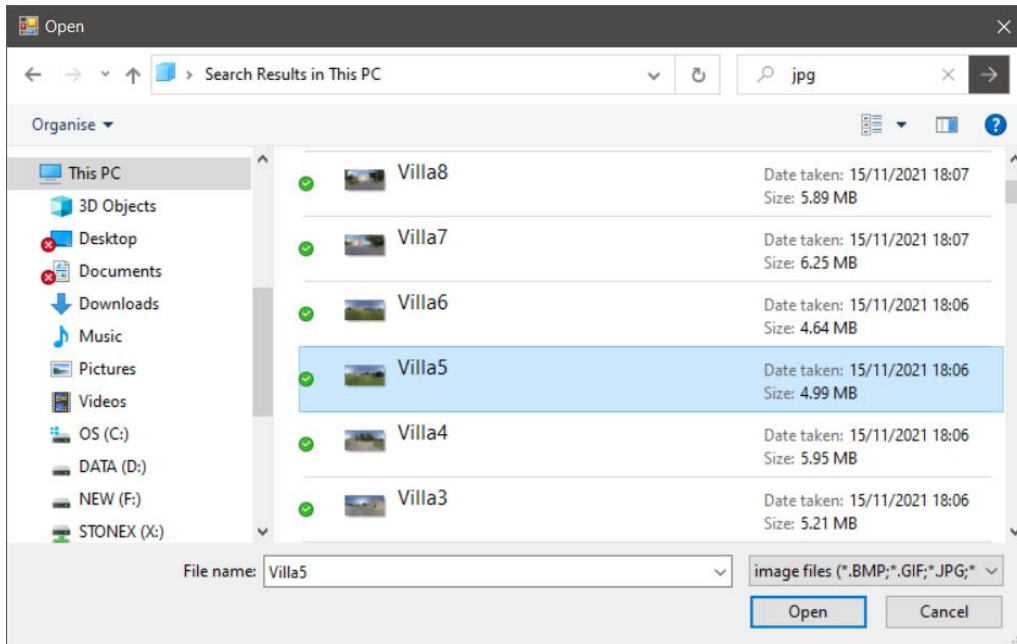 Open
Search Results in This PC
jpg
Organise
This PC
3D Objects
Desktop
Documents
Downloads
Music
Pictures
Videos
OS (C:)
DATA (D:)
NEW (F:)
STONEX (X:)
Villa8
Date taken: 15/11/2021 18:07
Size: 5.89 MB
Villa7
Date taken: 15/11/2021 18:07
Size: 6.25 MB
Villa6
Date taken: 15/11/2021 18:06
Size: 4.64 MB
Villa5
Date taken: 15/11/2021 18:06
Size: 4.99 MB
Villa4
Date taken: 15/11/2021 18:06
Size: 5.95 MB
Villa3
Date taken: 15/11/2021 18:06
Size: 5.21 MB
File name: Villa5
image files (*.BMP;*.GIF;*.JPG;*
Open Cancel